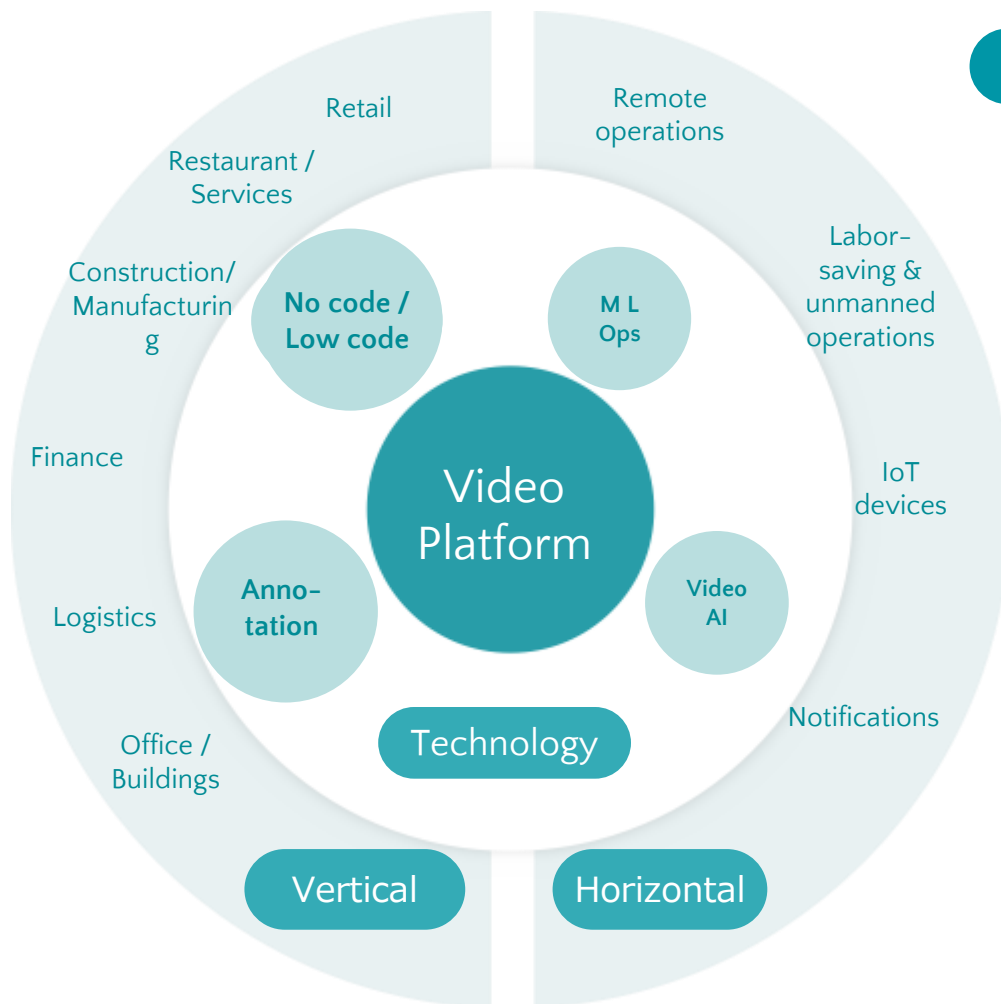 Retail
Restaurant /
Services
Construction/
Manufacturin
g
Finance
Logistics
Office /
Buildings
Vertical
No code /
Low code
M L
Ops
Video
Platform
Anno-
tation
Video
AI
Technology
Remote
operations
Labor-
saving &
unmanned
operations
IoT
devices
Notifications
Horizontal